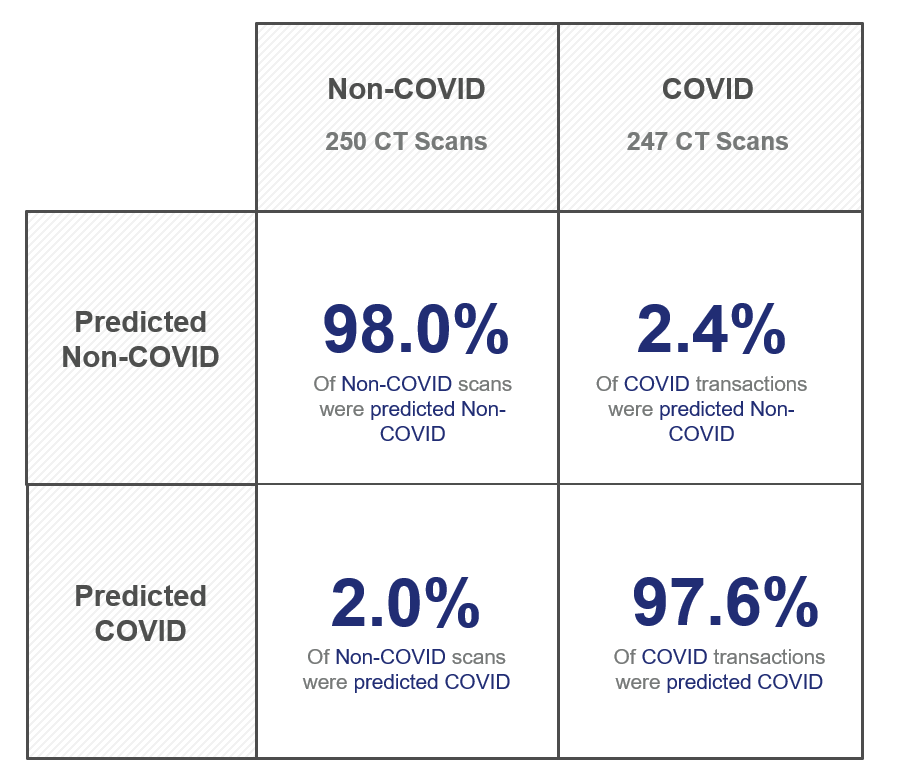 Non-COVID
250 CT Scans
COVID
247 CT Scans
Predicted
Non-COVID
98.0%
Of Non-COVID scans
were predicted Non-
COVID
2.4%
Of COVID transactions
were predicted Non-
COVID
Predicted
COVID
2.0%
Of Non-COVID scans
were predicted COVID
97.6%
Of COVID transactions
were predicted COVID